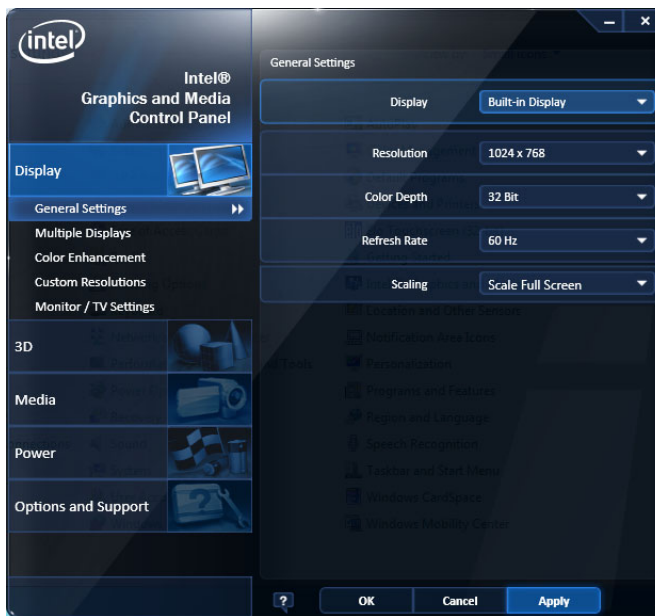 intel
Intel®
Graphics and Media
Control Panel
Display
General Settings
Multiple Displays
Color Enhancement
Custom Resolutions
Monitor / TV Settings
3D
Media
Power
Options and Support
General Settings
Display Built-in Display
Resolution 1024 x 768
Color Depth 32 Bit
Refresh Rate 60 Hz
Scaling Scale Full Screen
Location and Other Sensors
Notification Area Icons
Personalization
Programs and Features
Region and Language
Speech Recognition
Taskbar and Start Menu
Windows CardSpace
Windows Mobility Center
? OK Cancel Apply